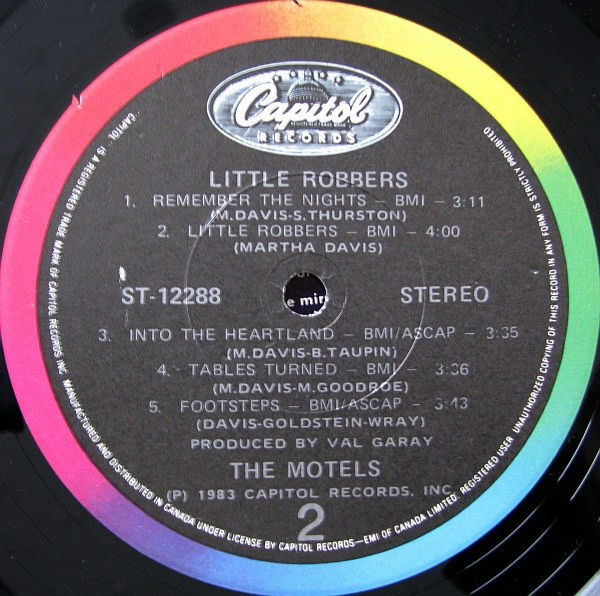 Capitol
RECORDS
LITTLE ROBBERS
1. REMEMBER THE NIGHTS – BMI – 3:11
(M.DAVIS-S.THURSTON)
2. LITTLE ROBBERS – BMI – 4:00
(MARTHA DAVIS)
ST-12288
e mir
STEREO
3. INTO THE HEARTLAND – BMI/ASCAP – 3:35
(M.DAVIS-B.TAUPIN)
4. TABLES TURNED – BMI – 3:36
(M.DAVIS-M.GOODROE)
5. FOOTSTEPS – BMI/ASCAP – 3:43
(DAVIS-GOLDSTEIN-WRAY)
PRODUCED BY VAL GARAY
THE MOTELS
(P) 1983 CAPITOL RECORDS, INC.
2
CAPITOL IS A REGISTERED TRADE MARK OF CAPITOL RECORDS INC. MANUFACTURED AND DISTRIBUTED IN CANADA UNDER LICENSE BY CAPITOL RECORDS—EMI OF CANADA LIMITED. REGISTERED USER. UNAUTHORIZED COPYING OF THIS RECORD IN ANY FORM IS STRICTLY PROHIBITED